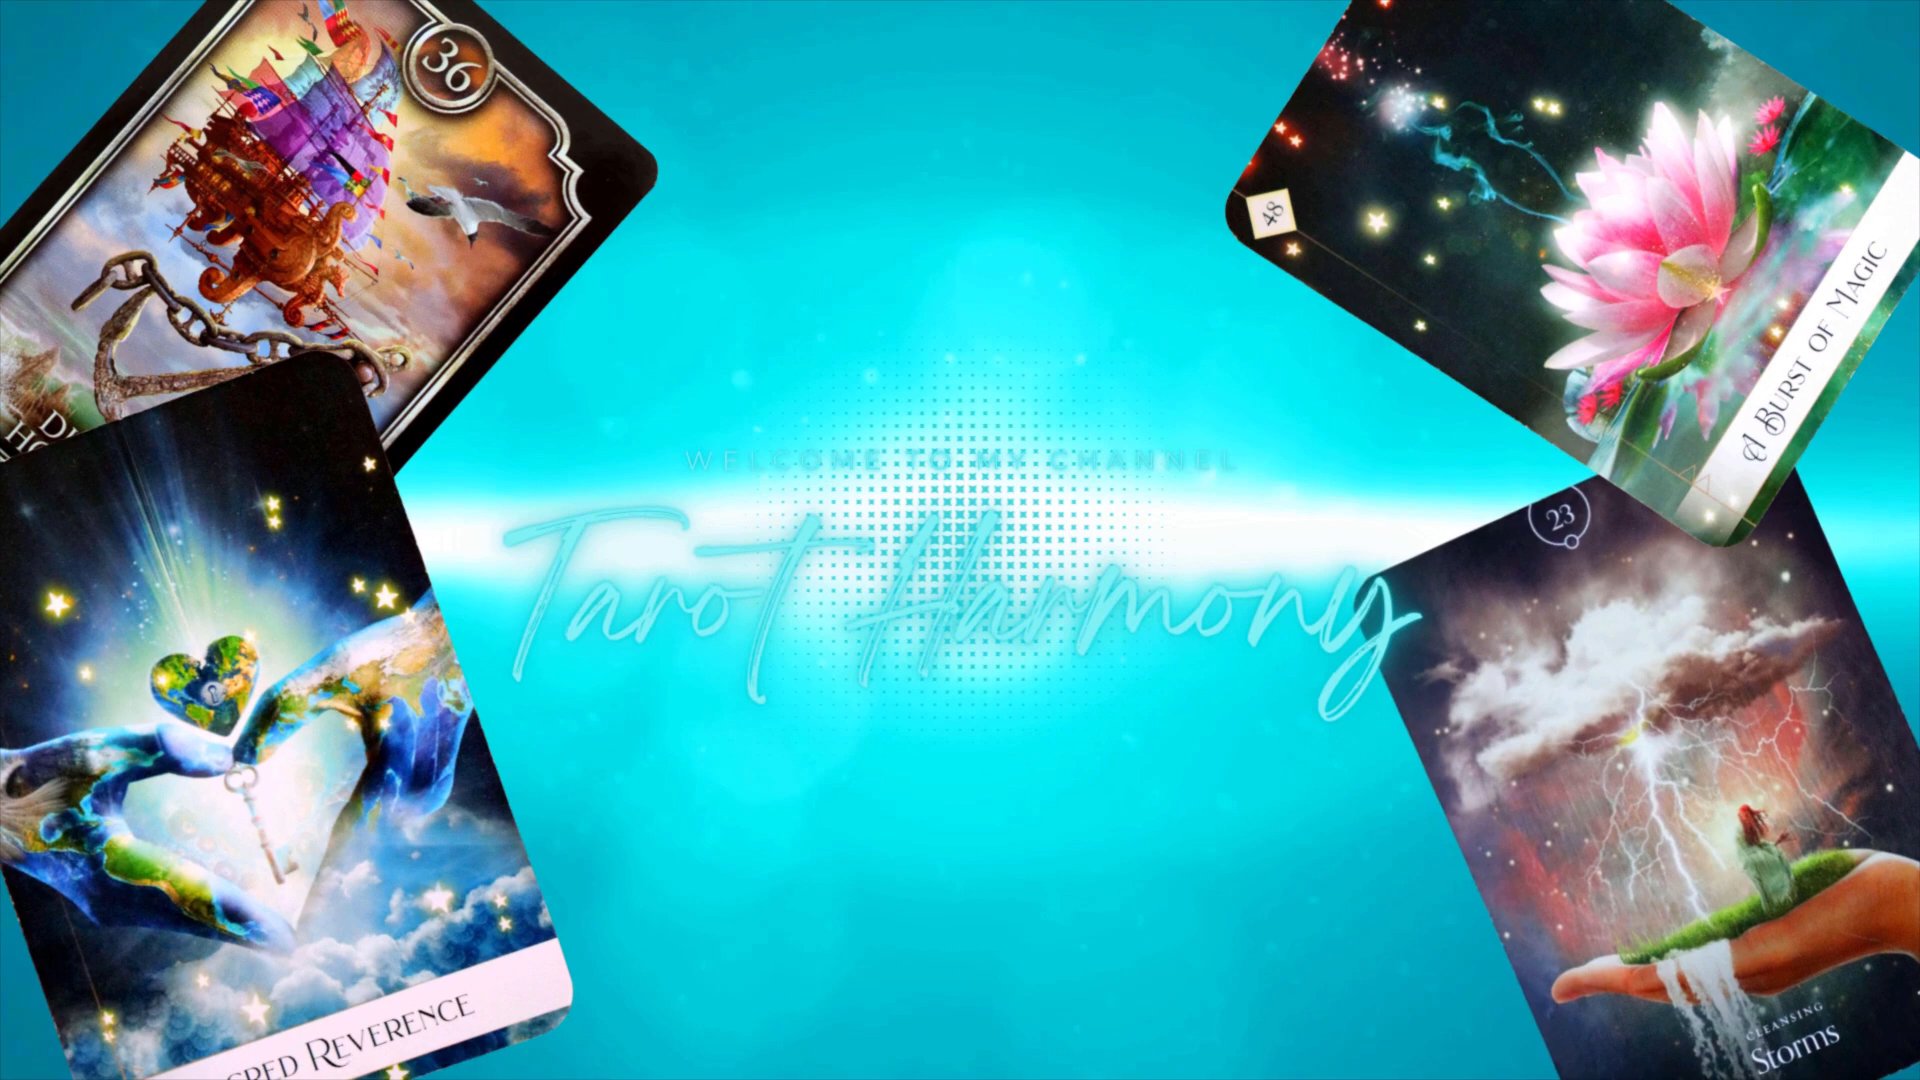 36
48
A BURST OF MAGIC
WELCOME TO MY CHANNEL
Tarot Harmony
23
CLEANSING
Storms
REVERENCE